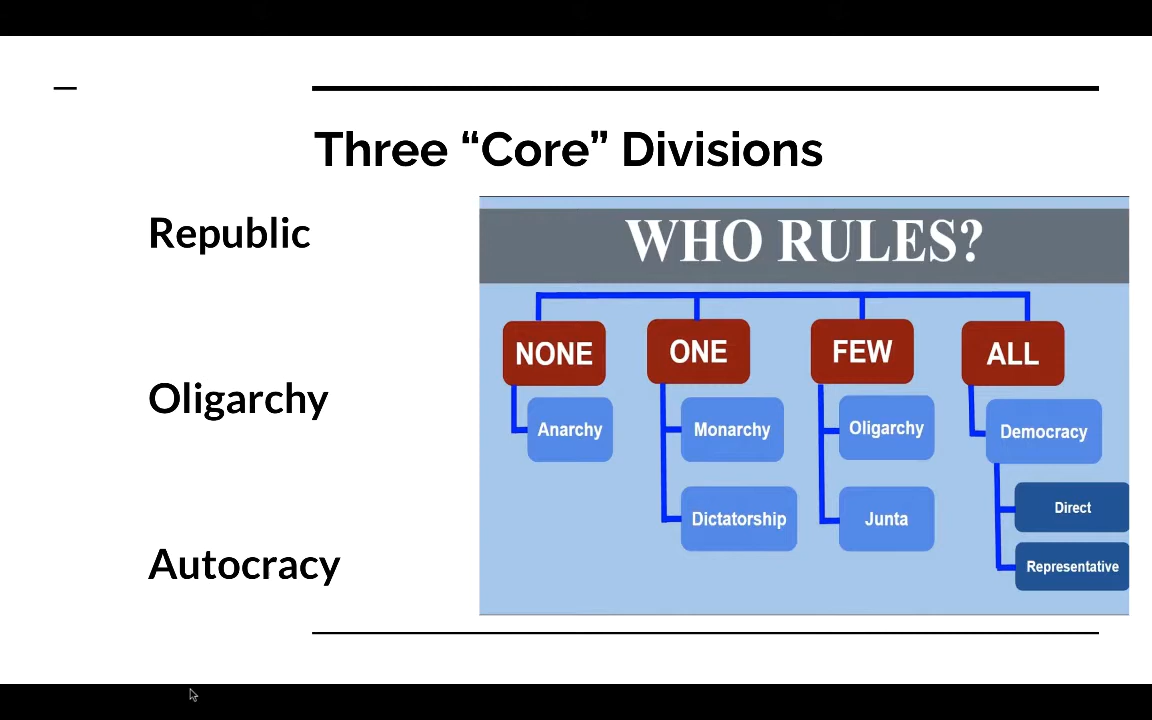 Three “Core” Divisions
Republic
Oligarchy
Autocracy
WHO RULES?
NONE
Anarchy
ONE
Monarchy
Dictatorship
FEW
Oligarchy
Junta
ALL
Democracy
Direct
Representative